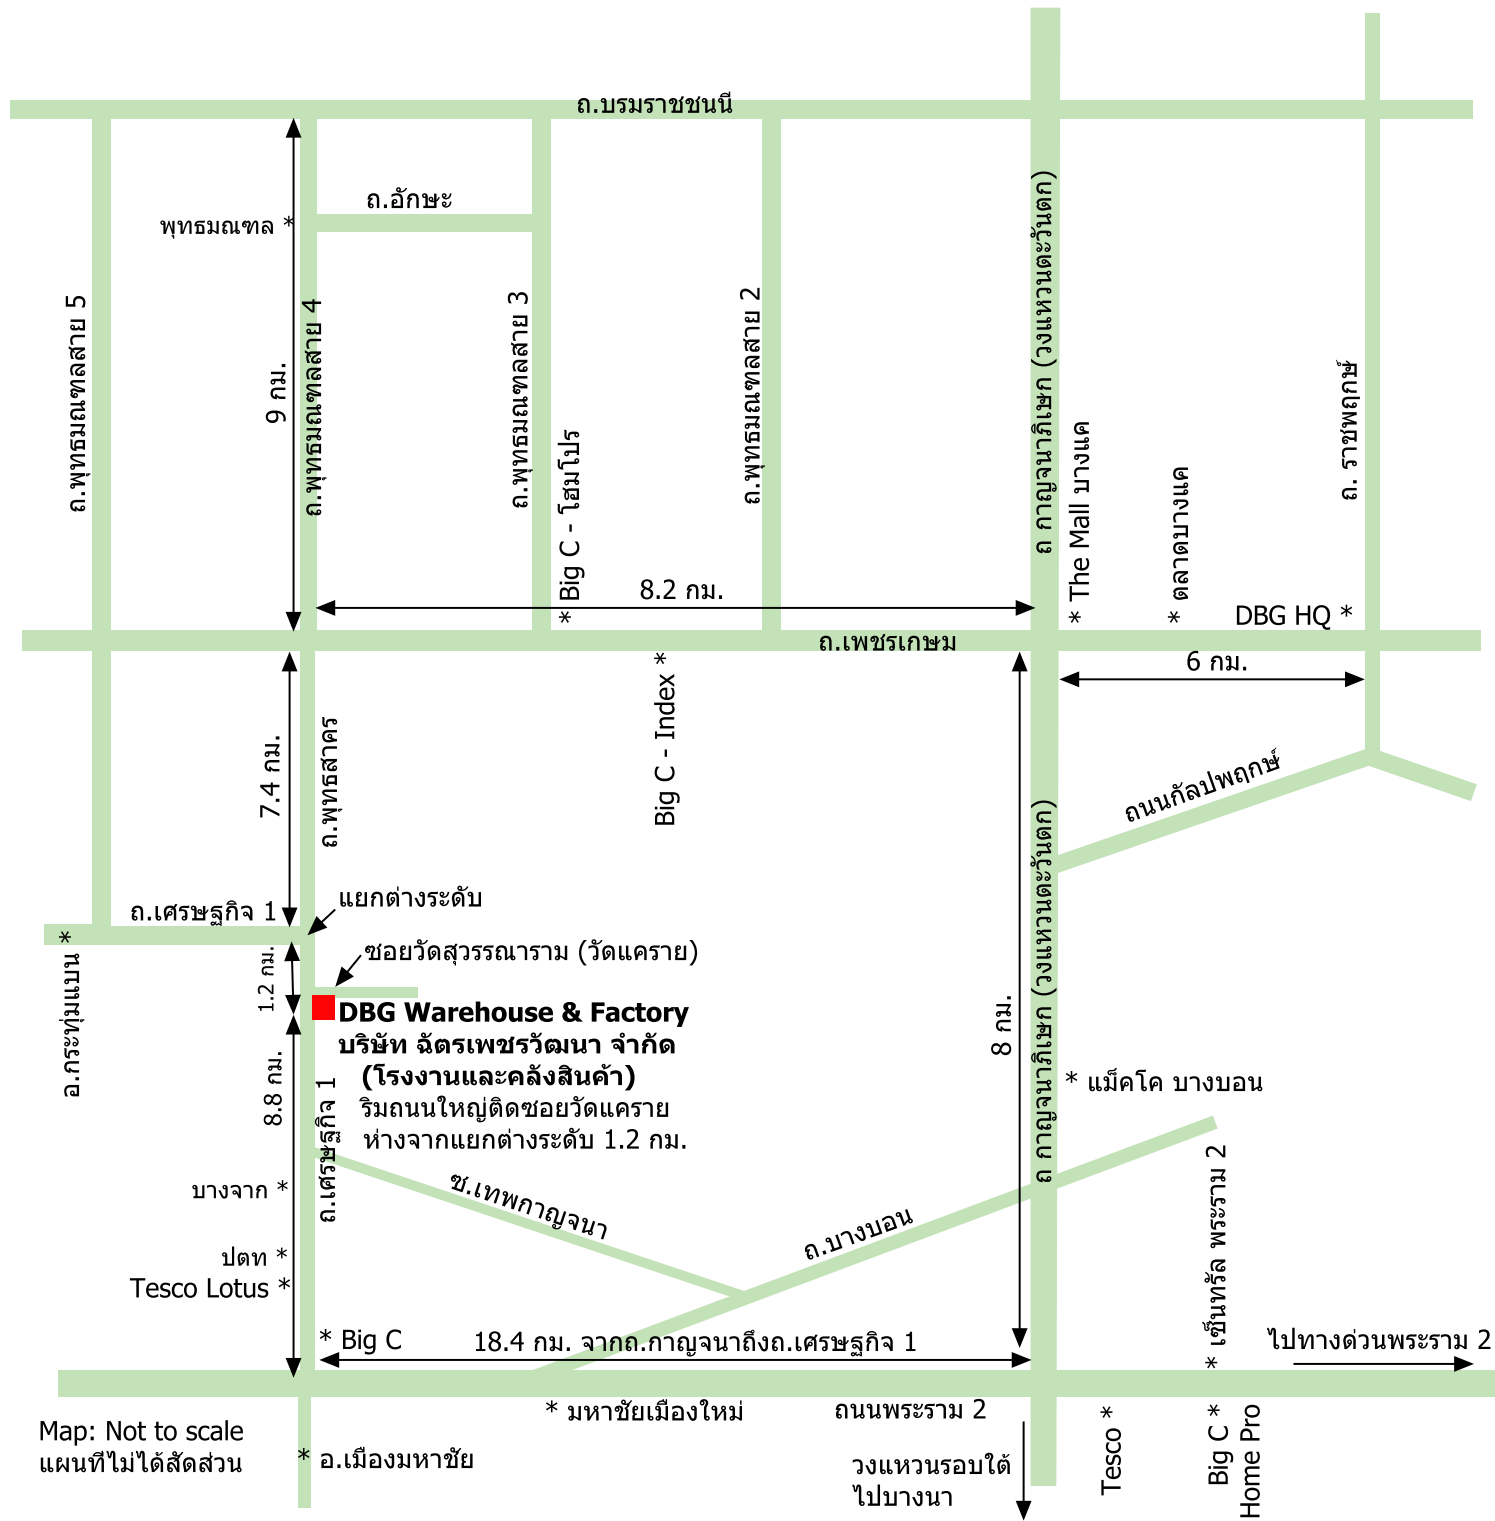 ถ.บรมราชชนนี
ถ.อักษะ
พุทธมณฑล *
ถ.พุทธมณฑลสาย 5
9 กม.
ถ.พุทธมณฑลสาย 4
ถ.พุทธมณฑลสาย 3
* Big C - โฮมโปร
ถ.พุทธมณฑลสาย 2
ถ กาญจนาภิเษก (วงแหวนตะวันตก)
* The Mall บางแค
* ตลาดบางแค
ถ. ราชพฤกษ์
8.2 กม.
DBG HQ *
ถ.เพชรเกษม
6 กม.
Big C - Index *
7.4 กม.
ถ.พุทธสาคร
ถนนกัลปพฤกษ์
แยกต่างระดับ
ถ.เศรษฐกิจ 1
อ.กระทุ่มแบน *
1.2 กม.
ซอยวัดสุวรรณาราม (วัดแคราย)
DBG Warehouse & Factory
บริษัท ฉัตรเพชรวัฒนา จำกัด
(โรงงานและคลังสินค้า)
ริมถนนใหญ่ติดซอยวัดแคราย
ห่างจากแยกต่างระดับ 1.2 กม.
8.8 กม.
ถ.เศรษฐกิจ 1
8 กม.
ถ กาญจนาภิเษก (วงแหวนตะวันตก)
* แม็คโค บางบอน
บางจาก *
ซ.เทพกาญจนา
ถ.บางบอน
ปตท *
Tesco Lotus *
* Big C
18.4 กม. จากถ.กาญจนาถึงถ.เศรษฐกิจ 1
* เซ็นทรัล พระราม 2
ไปทางด่วนพระราม 2
* มหาชัยเมืองใหม่
ถนนพระราม 2
Map: Not to scale
แผนที่ไม่ได้สัดส่วน
* อ.เมืองมหาชัย
วงแหวนรอบใต้
ไปบางนา
Tesco *
Big C *
Home Pro